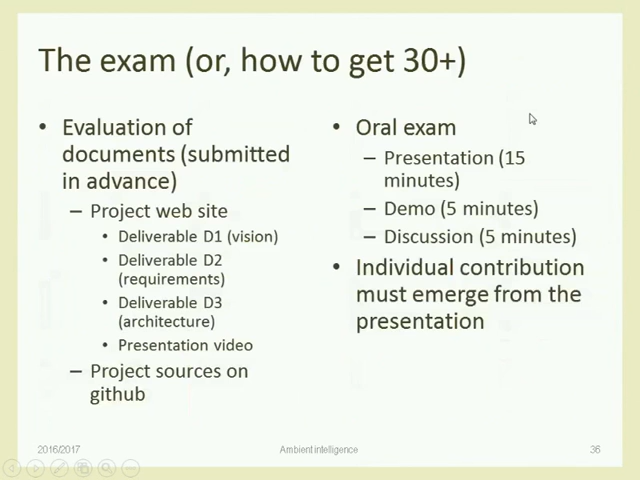 The exam (or, how to get 30+)
• Evaluation of
documents (submitted
in advance)
– Project web site
• Deliverable D1 (vision)
• Deliverable D2
(requirements)
• Deliverable D3
(architecture)
• Presentation video
– Project sources on
github
• Oral exam
– Presentation (15
minutes)
– Demo (5 minutes)
– Discussion (5 minutes)
• Individual contribution
must emerge from the
presentation
2016/2017
Ambient intelligence
36